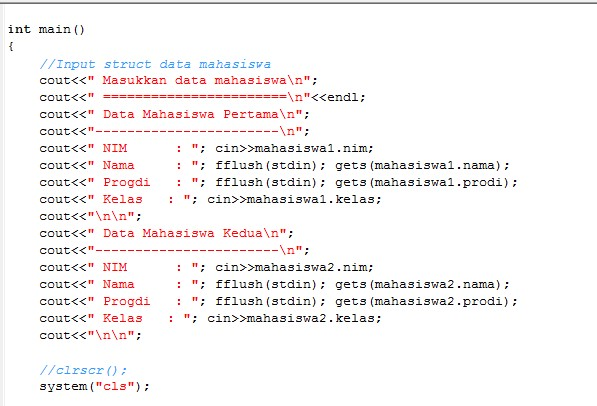 int main()
{
//Input struct data mahasiswa
cout<<" Masukkan data mahasiswa\n";
cout<<" =======================\n"<<endl;
cout<<" Data Mahasiswa Pertama\n";
cout<<"-----------------------\n";
cout<<" NIM      : "; cin>>mahasiswa1.nim;
cout<<" Nama     : "; fflush(stdin); gets(mahasiswa1.nama);
cout<<" Progdi   : "; fflush(stdin); gets(mahasiswa1.prodi);
cout<<" Kelas   : "; cin>>mahasiswa1.kelas;
cout<<"\n\n";
cout<<" Data Mahasiswa Kedua\n";
cout<<"-----------------------\n";
cout<<" NIM      : "; cin>>mahasiswa2.nim;
cout<<" Nama     : "; fflush(stdin); gets(mahasiswa2.nama);
cout<<" Progdi   : "; fflush(stdin); gets(mahasiswa2.prodi);
cout<<" Kelas   : "; cin>>mahasiswa2.kelas;
cout<<"\n\n";
//clrscr();
system("cls");